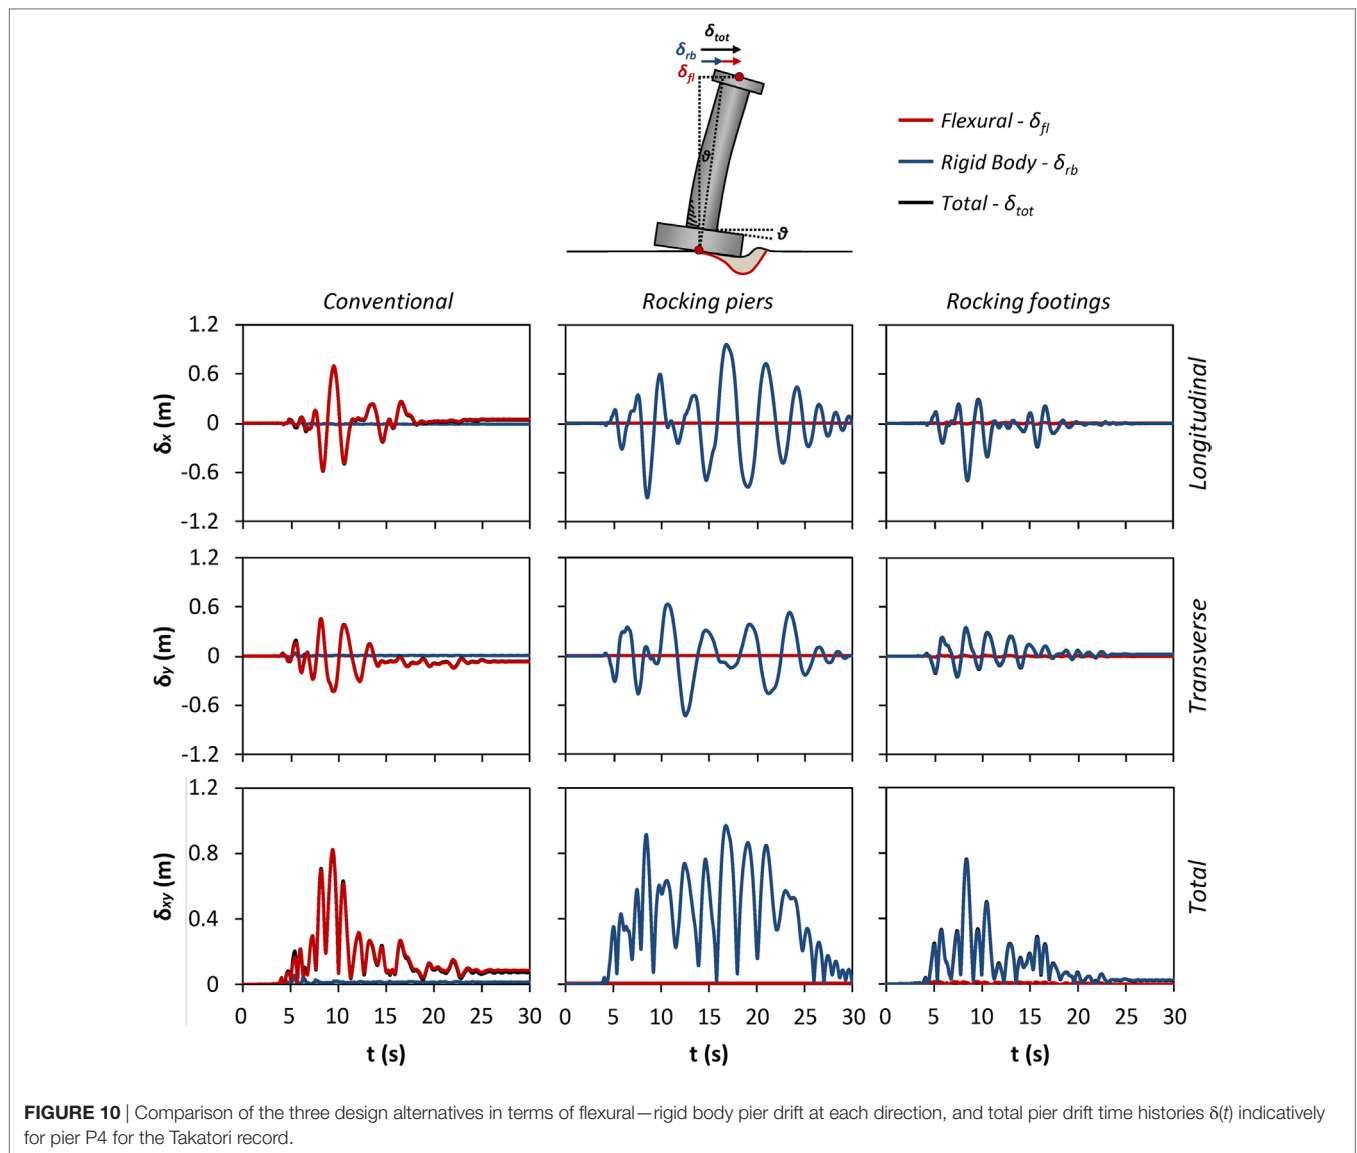 δtot
δrb
δfl
ϑ
ϑ
Flexural - δfl
Rigid Body - δrb
Total - δtot
Conventional
Rocking piers
Rocking footings
1.2
0.6
0
-0.6
-1.2
δx (m)
Longitudinal
1.2
0.6
0
-0.6
-1.2
δy (m)
Transverse
1.2
0.8
0.4
0
δxy (m)
Total
0 5 10 15 20 25 30
0 5 10 15 20 25 30
0 5 10 15 20 25 30
t (s)
t (s)
t (s)
FIGURE 10 | Comparison of the three design alternatives in terms of flexural—rigid body pier drift at each direction, and total pier drift time histories δ(t) indicatively
for pier P4 for the Takatori record.